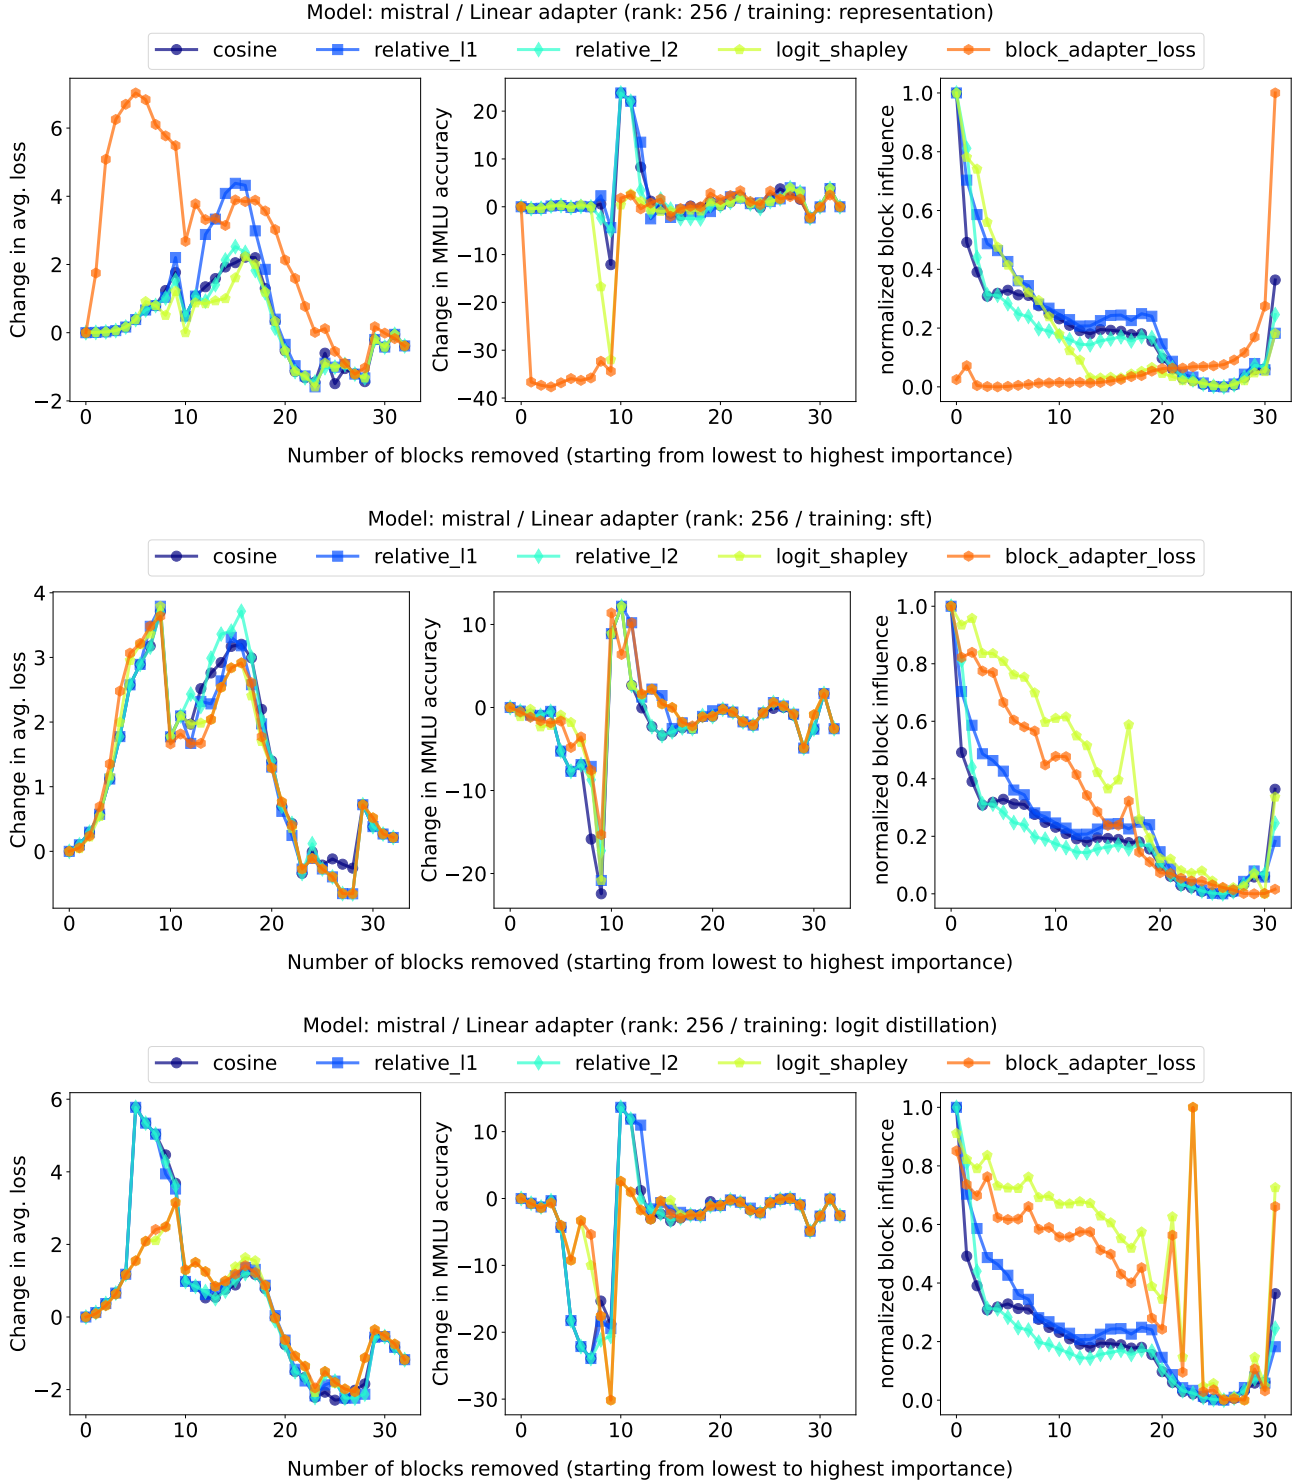 Model: mistral / Linear adapter (rank: 256 / training: representation)
cosine relative_l1 relative_l2 logit_shapley block_adapter_loss
Change in avg. loss
6
4
2
0
−2
0 10 20 30
Change in MMLU accuracy
20
10
0
−10
−20
−30
−40
0 10 20 30
normalized block influence
1.0
0.8
0.6
0.4
0.2
0.0
0 10 20 30
Number of blocks removed (starting from lowest to highest importance)
Model: mistral / Linear adapter (rank: 256 / training: sft)
cosine relative_l1 relative_l2 logit_shapley block_adapter_loss
Change in avg. loss
4
3
2
1
0
0 10 20 30
Change in MMLU accuracy
10
0
−10
−20
0 10 20 30
normalized block influence
1.0
0.8
0.6
0.4
0.2
0.0
0 10 20 30
Number of blocks removed (starting from lowest to highest importance)
Model: mistral / Linear adapter (rank: 256 / training: logit distillation)
cosine relative_l1 relative_l2 logit_shapley block_adapter_loss
Change in avg. loss
6
4
2
0
−2
0 10 20 30
Change in MMLU accuracy
10
0
−10
−20
−30
0 10 20 30
normalized block influence
1.0
0.8
0.6
0.4
0.2
0.0
0 10 20 30
Number of blocks removed (starting from lowest to highest importance)